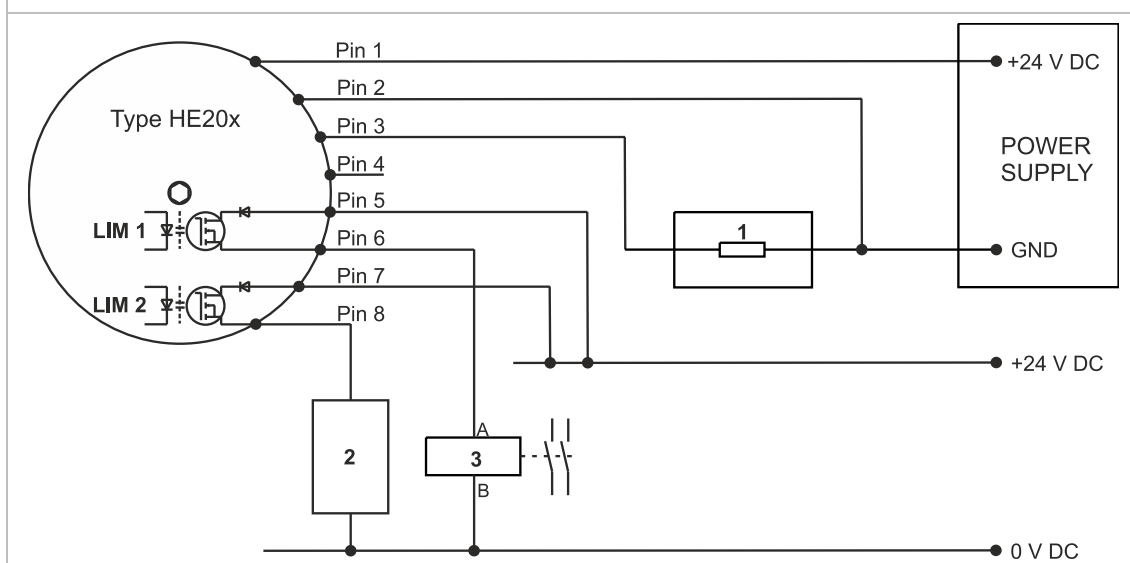 Pin 1
+24 V DC
Pin 2
Type HE20x
Pin 3
POWER
SUPPLY
Pin 4
Pin 5
LIM 1
1
Pin 6
GND
Pin 7
LIM 2
Pin 8
+24 V DC
A
2
3
B
0 V DC